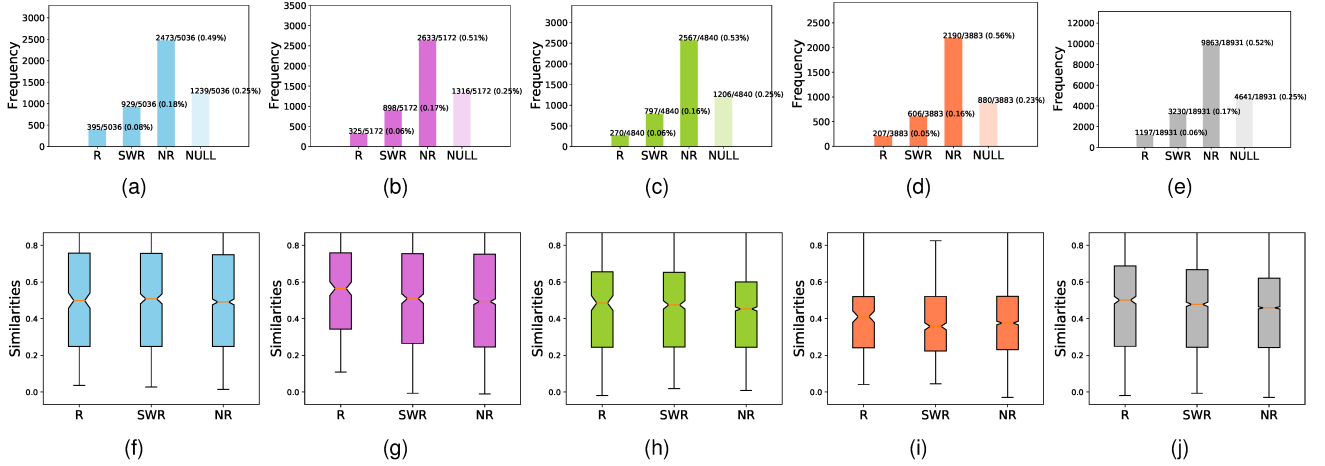 3000
2500
2000
1500
1000
500
0
Frequency
395/5036 (0.08%)
929/5036 (0.18%)
2473/5036 (0.49%)
1239/5036 (0.25%)
R SWR NR NULL
(a)
3500
3000
2500
2000
1500
1000
500
0
Frequency
325/5172 (0.06%)
898/5172 (0.17%)
2633/5172 (0.51%)
1316/5172 (0.25%)
R SWR NR NULL
(b)
3000
2500
2000
1500
1000
500
0
Frequency
270/4840 (0.06%)
797/4840 (0.16%)
2567/4840 (0.53%)
1206/4840 (0.25%)
R SWR NR NULL
(c)
2500
2000
1500
1000
500
0
Frequency
207/3883 (0.05%)
606/3883 (0.16%)
2190/3883 (0.56%)
880/3883 (0.23%)
R SWR NR NULL
(d)
12000
10000
8000
6000
4000
2000
0
Frequency
1197/18931 (0.06%)
3230/18931 (0.17%)
9863/18931 (0.52%)
4641/18931 (0.25%)
R SWR NR NULL
(e)
0.8
0.6
0.4
0.2
0.0
Similarities
R SWR NR
(f)
0.8
0.6
0.4
0.2
0.0
Similarities
R SWR NR
(g)
0.8
0.6
0.4
0.2
0.0
Similarities
R SWR NR
(h)
0.8
0.6
0.4
0.2
0.0
Similarities
R SWR NR
(i)
0.8
0.6
0.4
0.2
0.0
Similarities
R SWR NR
(j)